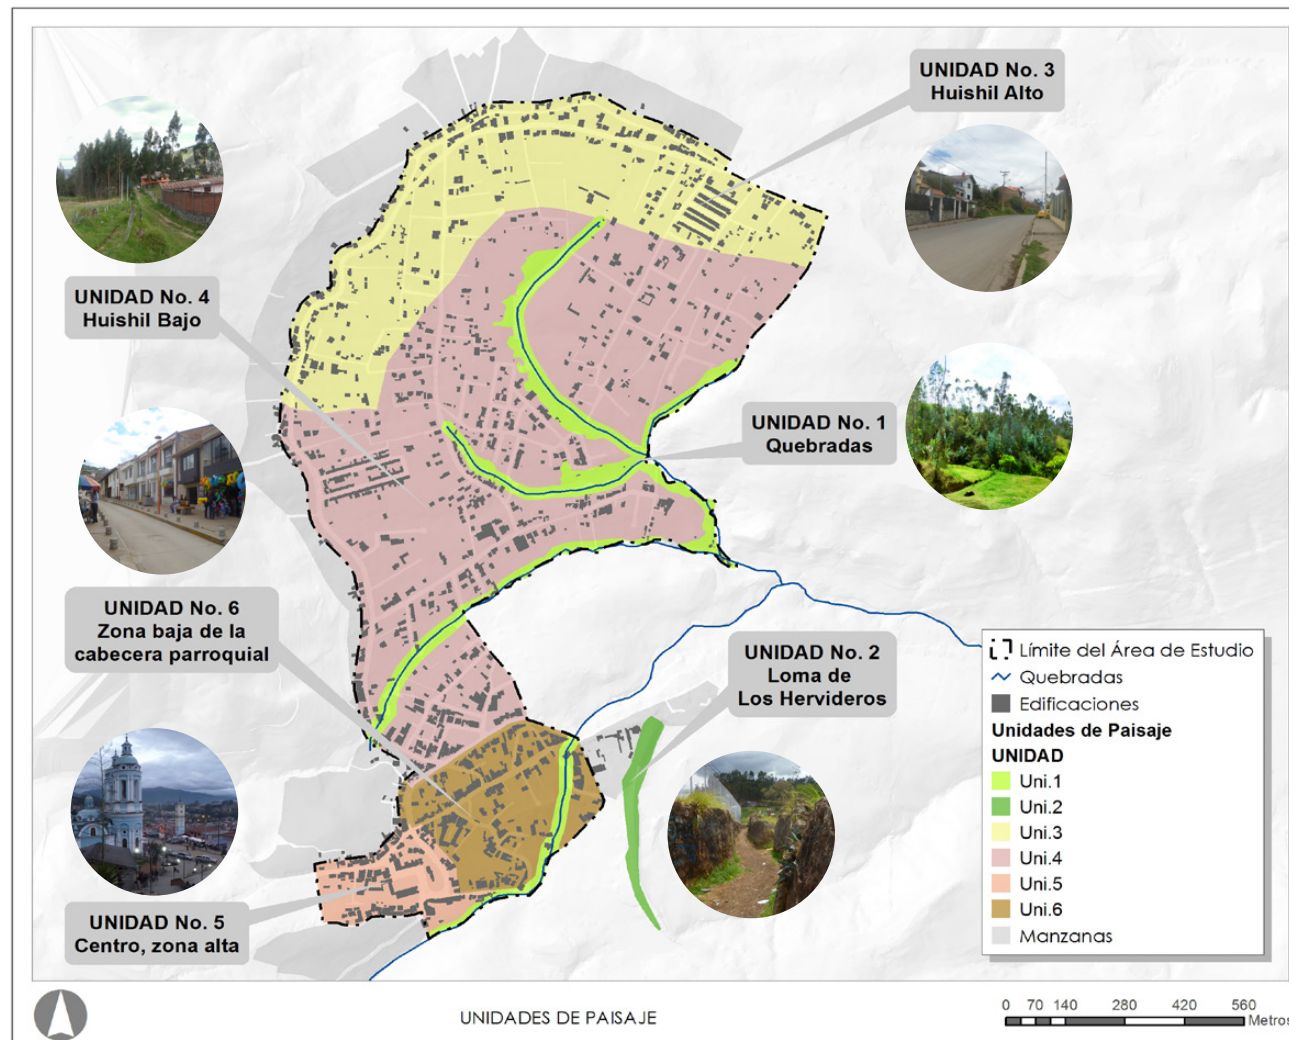 UNIDAD No. 3
Huishil Alto
UNIDAD No. 4
Huishil Bajo
UNIDAD No. 1
Quebradas
UNIDAD No. 6
Zona baja de la
cabecera parroquial
UNIDAD No. 2
Loma de
Los Hervideros
UNIDAD No. 5
Centro, zona alta
Límite del Área de Estudio
Quebradas
Edificaciones
Unidades de Paisaje
UNIDAD
Uni.1
Uni.2
Uni.3
Uni.4
Uni.5
Uni.6
Manzanas
UNIDADES DE PAISAJE
0 70 140 280 420 560
Metros